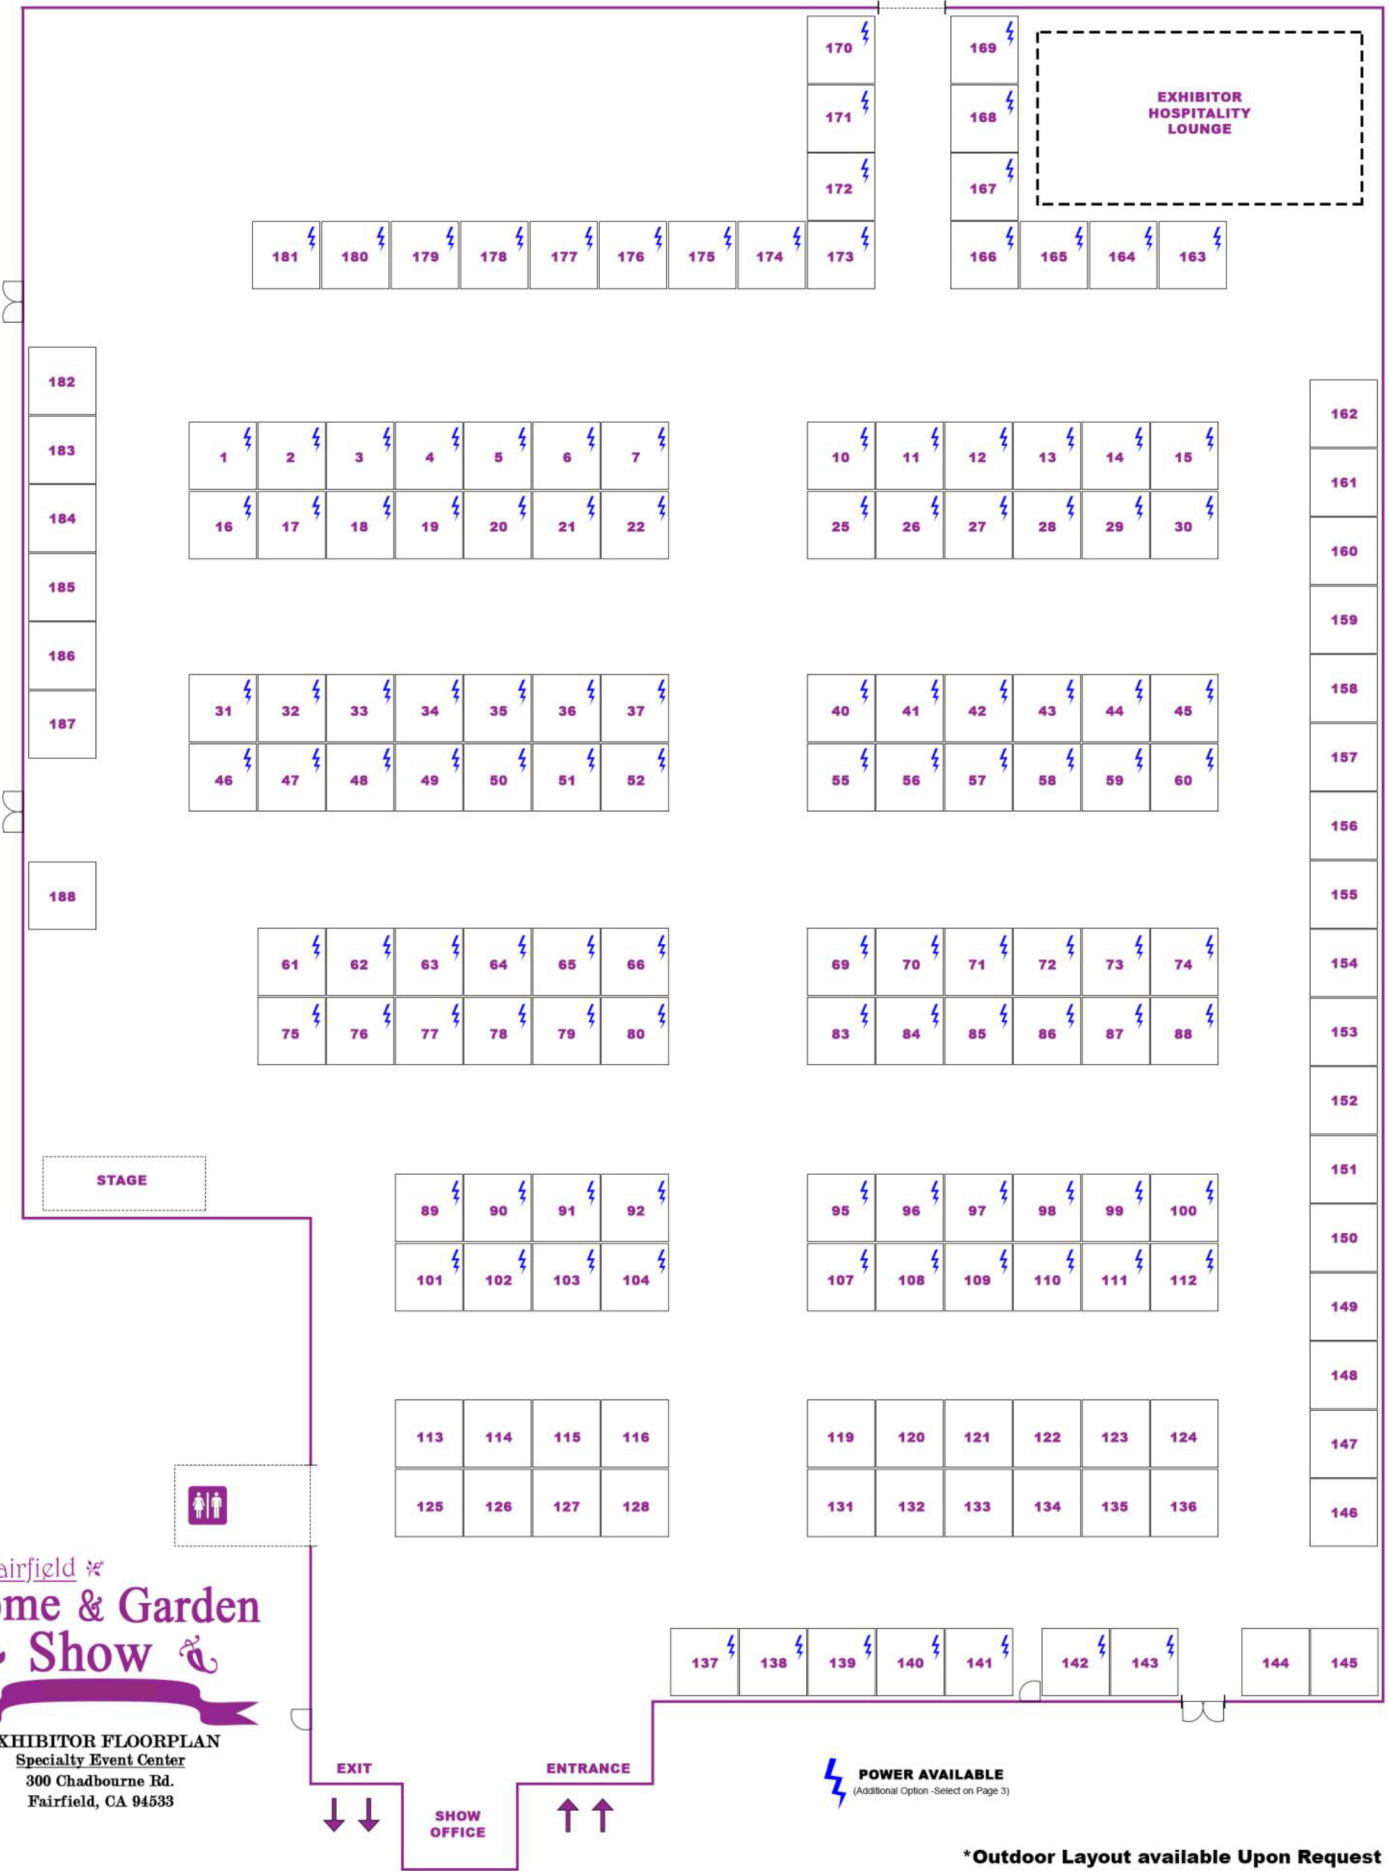 170 169
EXHIBITOR
HOSPITALITY
LOUNGE
171 168
172 167
181 180 179 178 177 176 175 174 173 166 165 164 163
182
162
183
1 2 3 4 5 6 7 10 11 12 13 14 15
161
184
16 17 18 19 20 21 22 25 26 27 28 29 30
160
185
159
186
158
187
31 32 33 34 35 36 37 40 41 42 43 44 45
157
46 47 48 49 50 51 52 55 56 57 58 59 60
156
188
155
61 62 63 64 65 66 69 70 71 72 73 74
154
75 76 77 78 79 80 83 84 85 86 87 88
153
152
STAGE
151
89 90 91 92 95 96 97 98 99 100
150
101 102 103 104 107 108 109 110 111 112
149
148
113 114 115 116 119 120 121 122 123 124
147
125 126 127 128 131 132 133 134 135 136
146
airfield
me & Garden
Show
137 138 139 140 141 142 143 144 145
XHIBITOR FLOORPLAN
Specialty Event Center
300 Chadbourne Rd.
Fairfield, CA 94533
EXIT
ENTRANCE
SHOW
OFFICE
POWER AVAILABLE
(Additional Option -Select on Page 3)
*Outdoor Layout available Upon Request